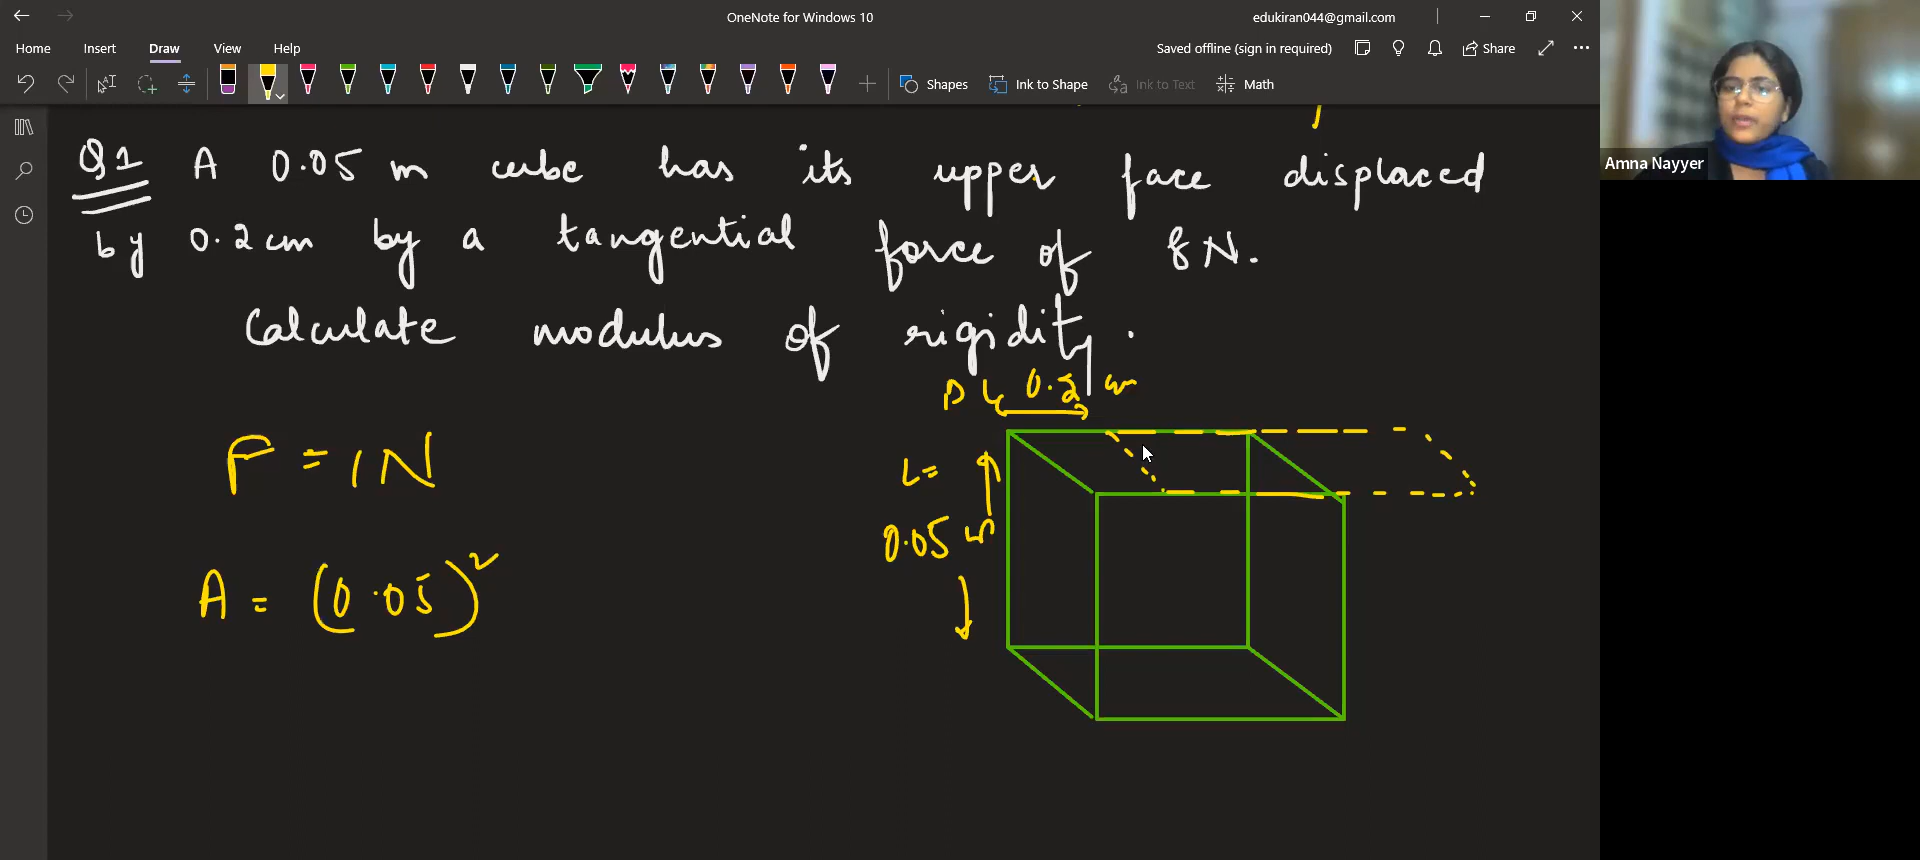 OneNote for Windows 10
edukiran044@gmail.com
Home Insert Draw View Help
Saved offline (sign in required) Share
Shapes Ink to Shape Ink to Text Math
Amna Nayyer
Q1 A 0.05 m cube has its upper face displaced
by 0.2cm by a tangential force of 8N.
Calculate modulus of rigidity.
0.2
F = 1N
L =
0.05
A = (0.05)²